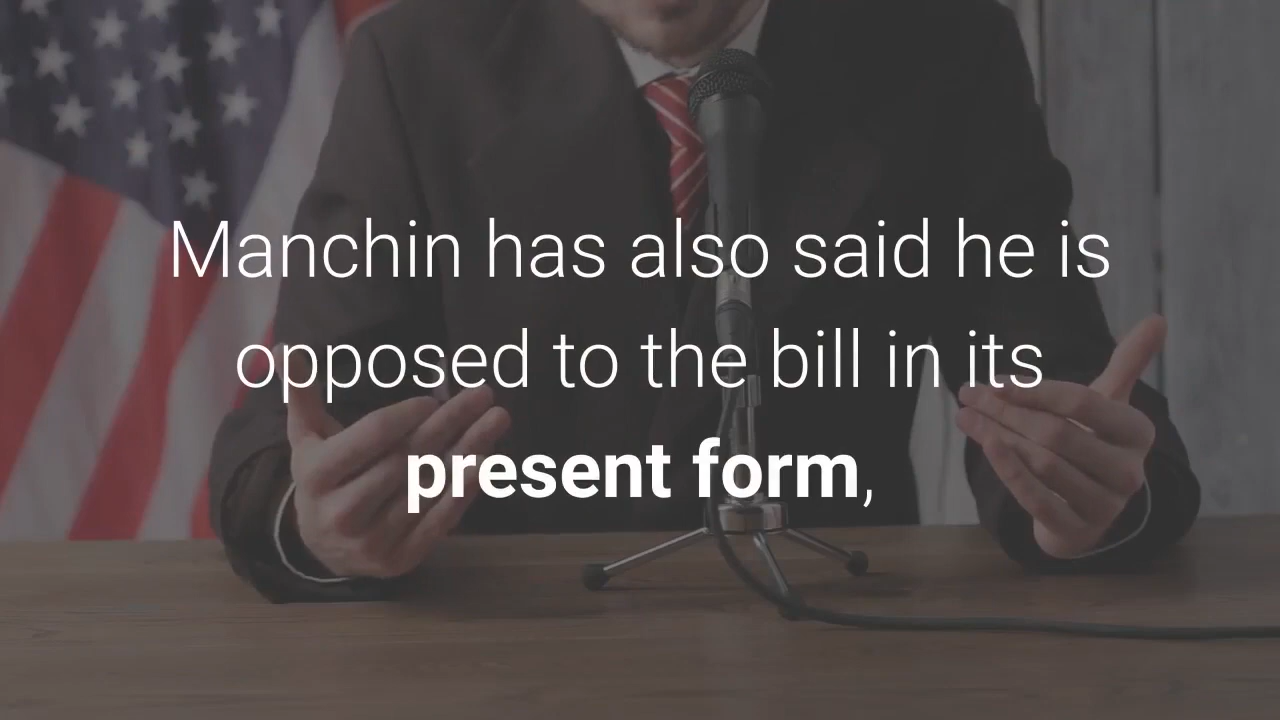 Manchin has also said he is
opposed to the bill in its
present form,